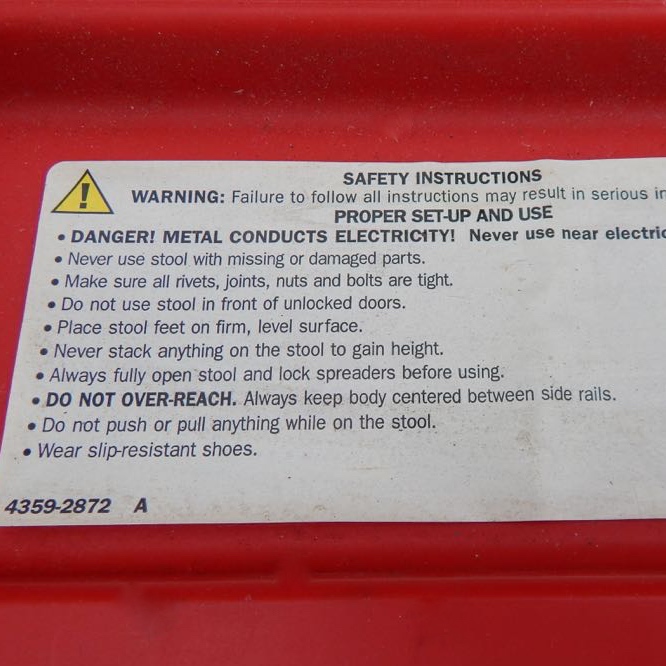 SAFETY INSTRUCTIONS
WARNING: Failure to follow all instructions may result in serious
PROPER SET-UP AND USE
• DANGER! METAL CONDUCTS ELECTRICITY! Never use near
• Never use stool with missing or damaged parts.
• Make sure all rivets, joints, nuts and bolts are tight.
• Do not use stool in front of unlocked doors.
• Place stool feet on firm, level surface.
• Never stack anything on the stool to gain height.
• Always fully open stool and lock spreaders before using.
• DO NOT OVER-REACH. Always keep body centered between side rails.
• Do not push or pull anything while on the stool.
• Wear slip-resistant shoes.
4359-2872 A